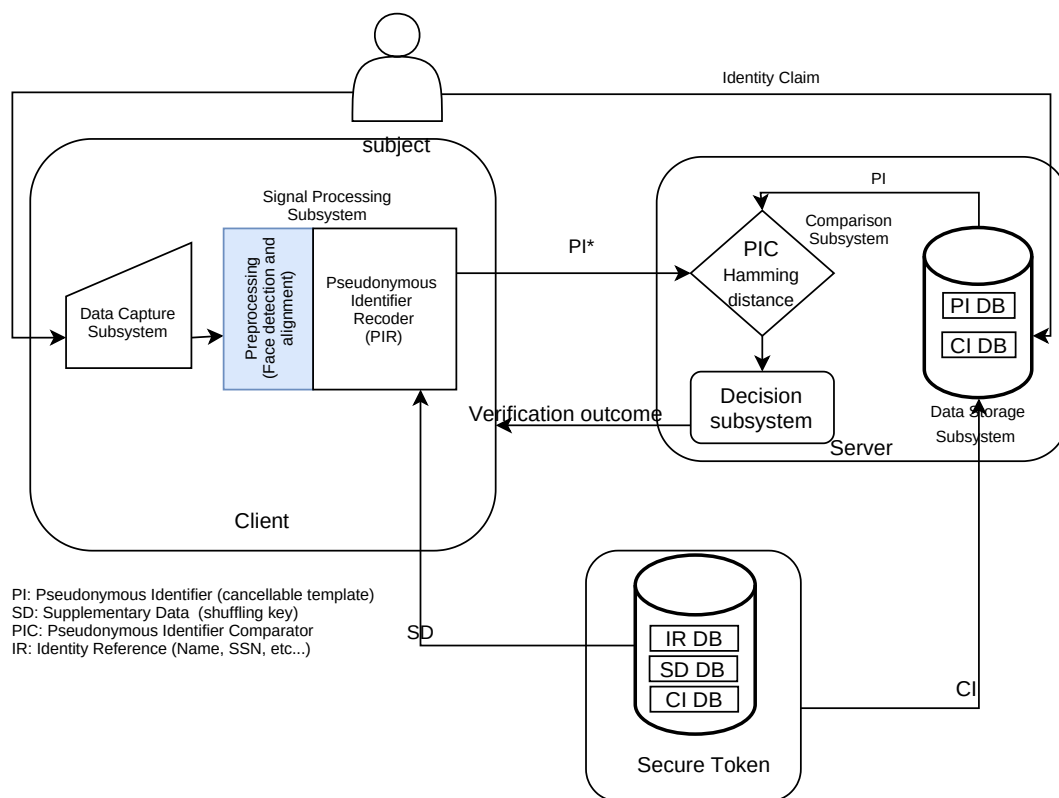 Identity Claim
subject
Signal Processing
Subsystem
PI
Comparison
Subsystem
Data Capture
Subsystem
Preprocessing
(Face detection and
alignment)
Pseudonymous
Identifier
Recoder
(PIR)
PI*
PIC
Hamming
distance
PI DB
CI DB
Verification outcome
Decision
subsystem
Data Storage
Subsystem
Server
Client
PI: Pseudonymous Identifier (cancellable template)
SD: Supplementary Data (shuffling key)
PIC: Pseudonymous Identifier Comparator
IR: Identity Reference (Name, SSN, etc...)
SD
IR DB
SD DB
CI DB
CI
Secure Token